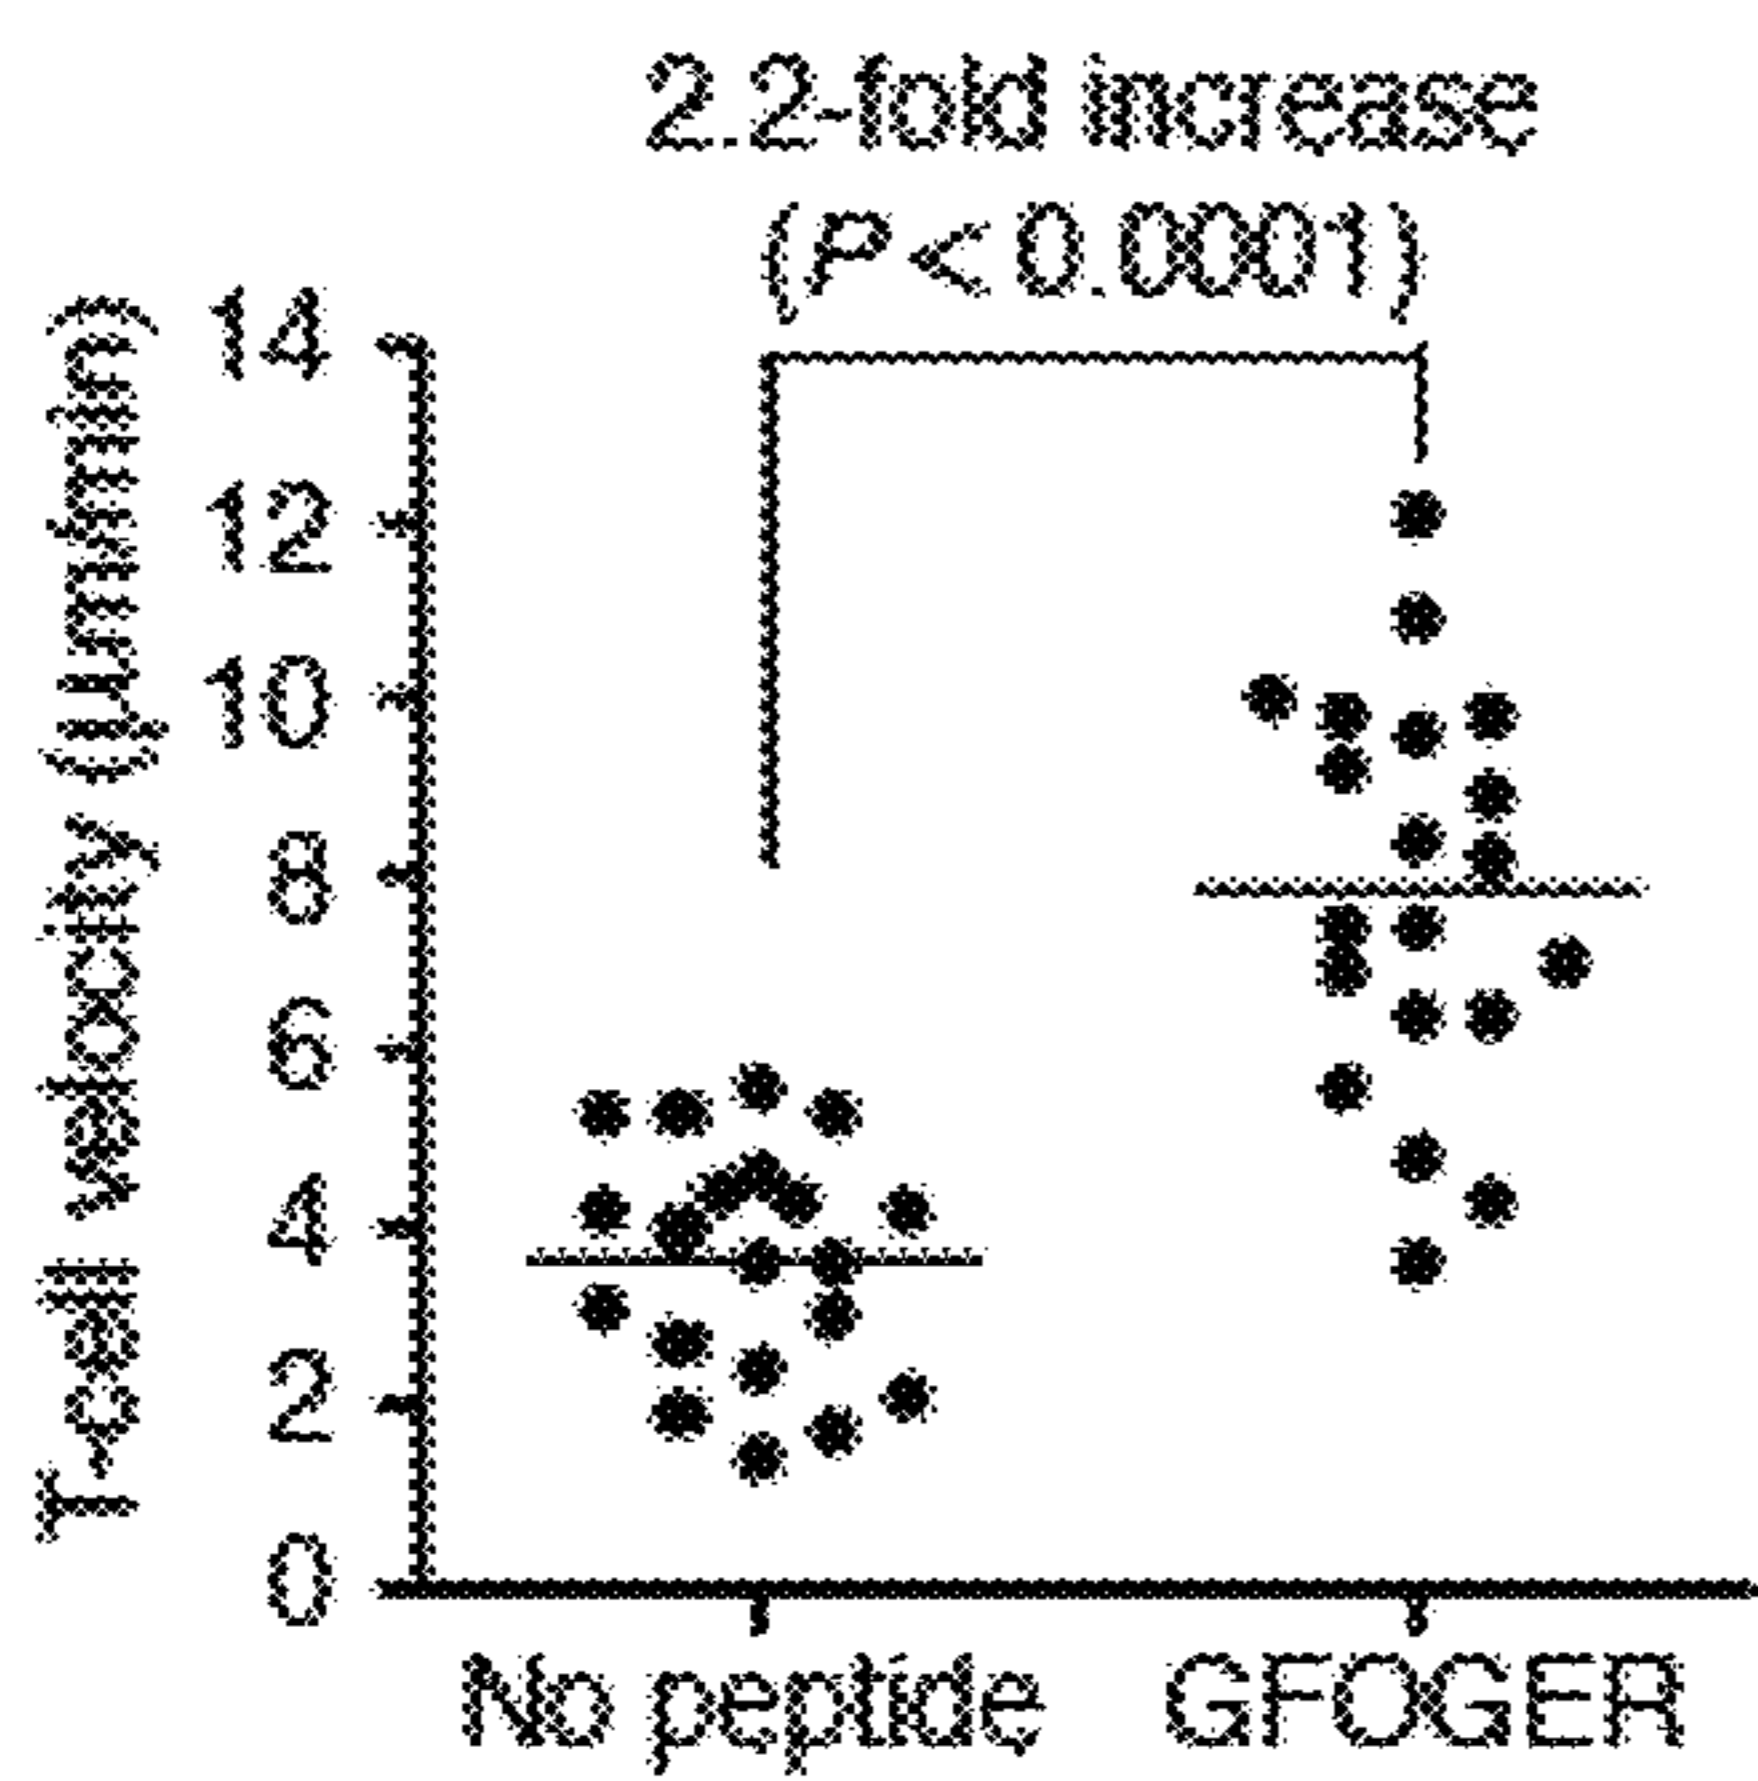 2.2-fold increase
(P < 0.0001)
T-cell velocity (μm/min)
14
12
10
8
6
4
2
0
No peptide
GFOGER